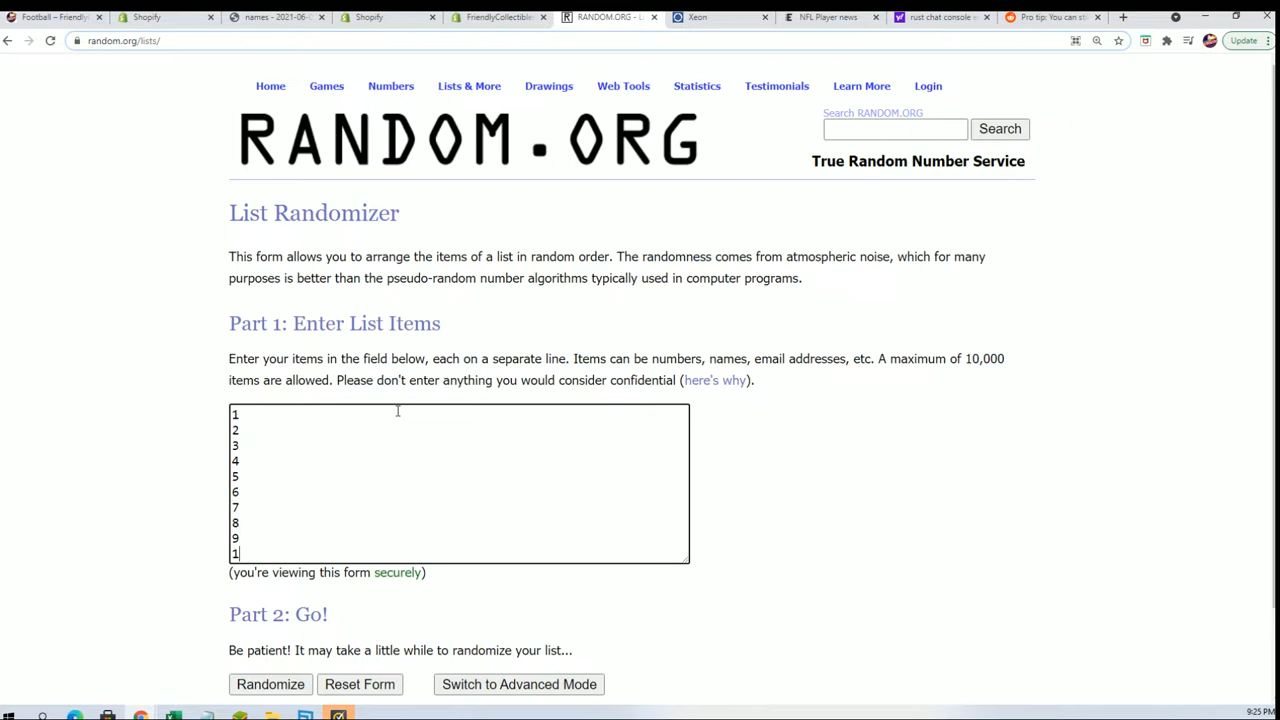 Football – Friendly
Shopify
names - 2021-06-0
Shopify
FriendlyCollectible
RANDOM.ORG - L
Xeon
NFL Player news
rust chat console e
Pro tip: You can sti
random.org/lists/
Update
Home Games Numbers Lists & More Drawings Web Tools Statistics Testimonials Learn More Login
Search RANDOM.ORG
RANDOM.ORG
Search
True Random Number Service
List Randomizer
This form allows you to arrange the items of a list in random order. The randomness comes from atmospheric noise, which for many
purposes is better than the pseudo-random number algorithms typically used in computer programs.
Part 1: Enter List Items
Enter your items in the field below, each on a separate line. Items can be numbers, names, email addresses, etc. A maximum of 10,000
items are allowed. Please don't enter anything you would consider confidential (here's why).
1
2
3
4
5
6
7
8
9
1
(you're viewing this form securely)
Part 2: Go!
Be patient! It may take a little while to randomize your list...
Randomize Reset Form Switch to Advanced Mode
9:25 PM